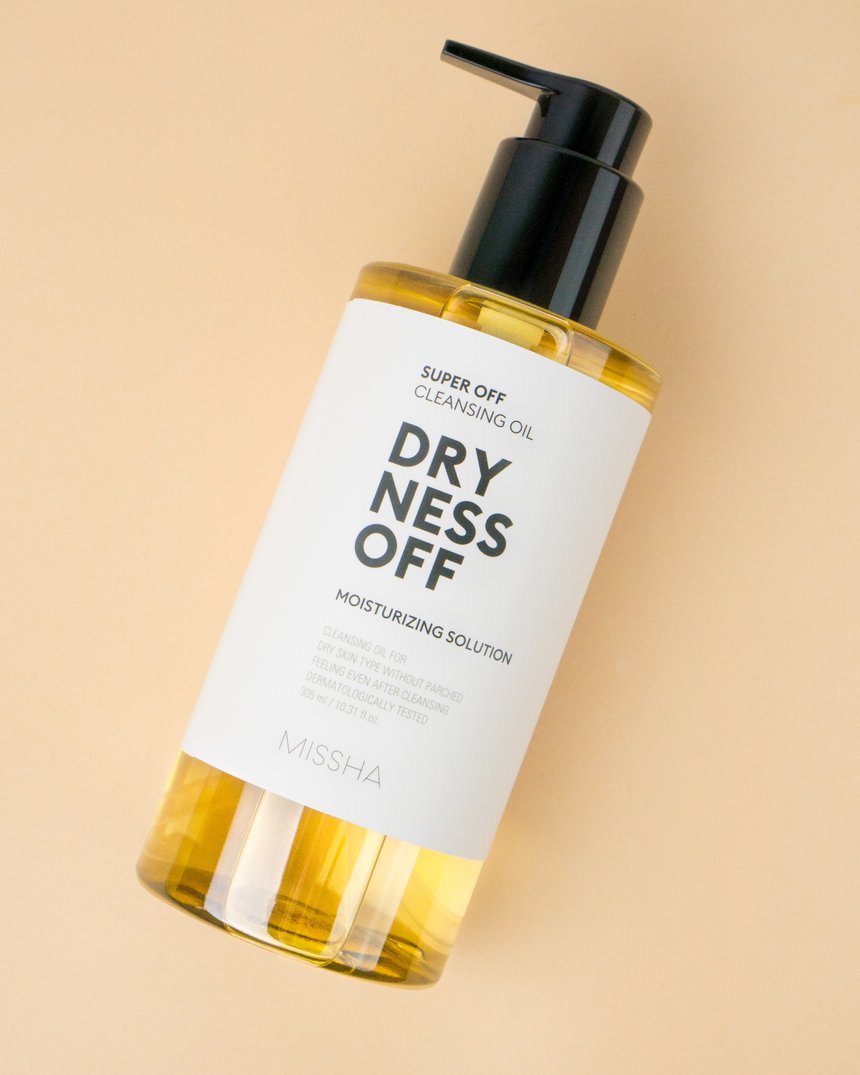 SUPER OFF
CLEANSING OIL
DRY
NESS
OFF
MOISTURIZING SOLUTION
CLEANSING OIL FOR
DRY SKIN TYPE WITHOUT PARCHED
FEELING EVEN AFTER CLEANSING
DERMATOLOGICALLY TESTED
305 ml / 10.31 fl.oz.
MISSHA